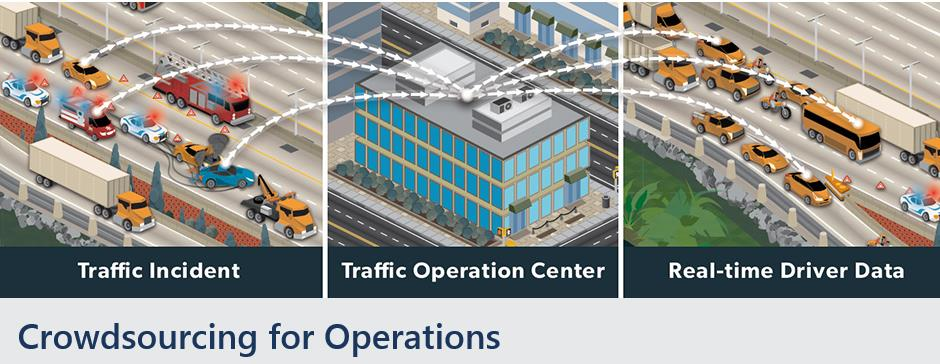 Traffic Incident
Traffic Operation Center
Real-time Driver Data
Crowdsourcing for Operations